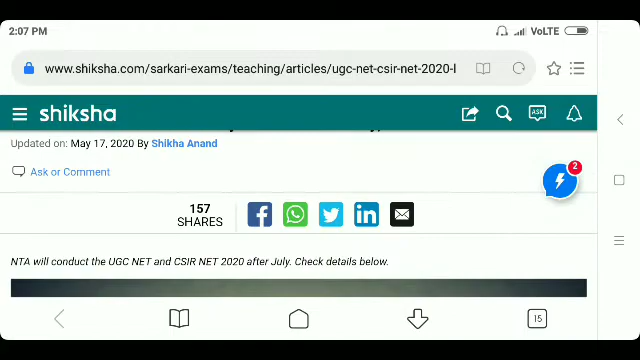 2:07 PM VoLTE
www.shiksha.com/sarkari-exams/teaching/articles/ugc-net-csir-net-2020-l
shiksha ASK
Updated on: May 17, 2020 By Shikha Anand
Ask or Comment
2
157
SHARES
NTA will conduct the UGC NET and CSIR NET 2020 after July. Check details below.
15